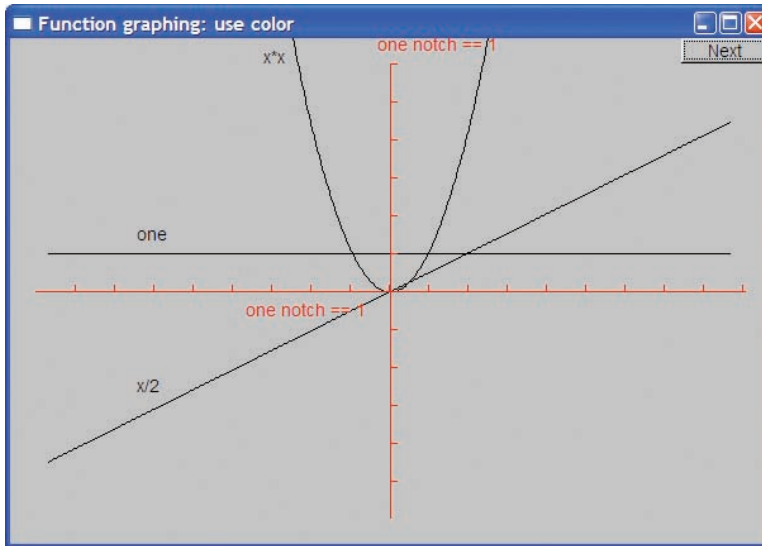 Function graphing: use color
one notch == 1
Next
x*x
one
one notch == 1
x/2